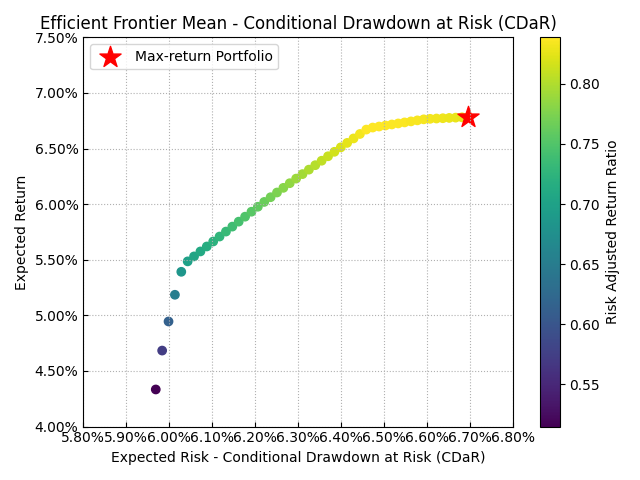 Efficient Frontier Mean - Conditional Drawdown at Risk (CDaR)
7.50%
7.00%
6.50%
6.00%
5.50%
5.00%
4.50%
4.00%
Expected Return
Max-return Portfolio
5.80% 5.90% 6.00% 6.10% 6.20% 6.30% 6.40% 6.50% 6.60% 6.70% 6.80%
Expected Risk - Conditional Drawdown at Risk (CDaR)
0.80
0.75
0.70
0.65
0.60
0.55
Risk Adjusted Return Ratio